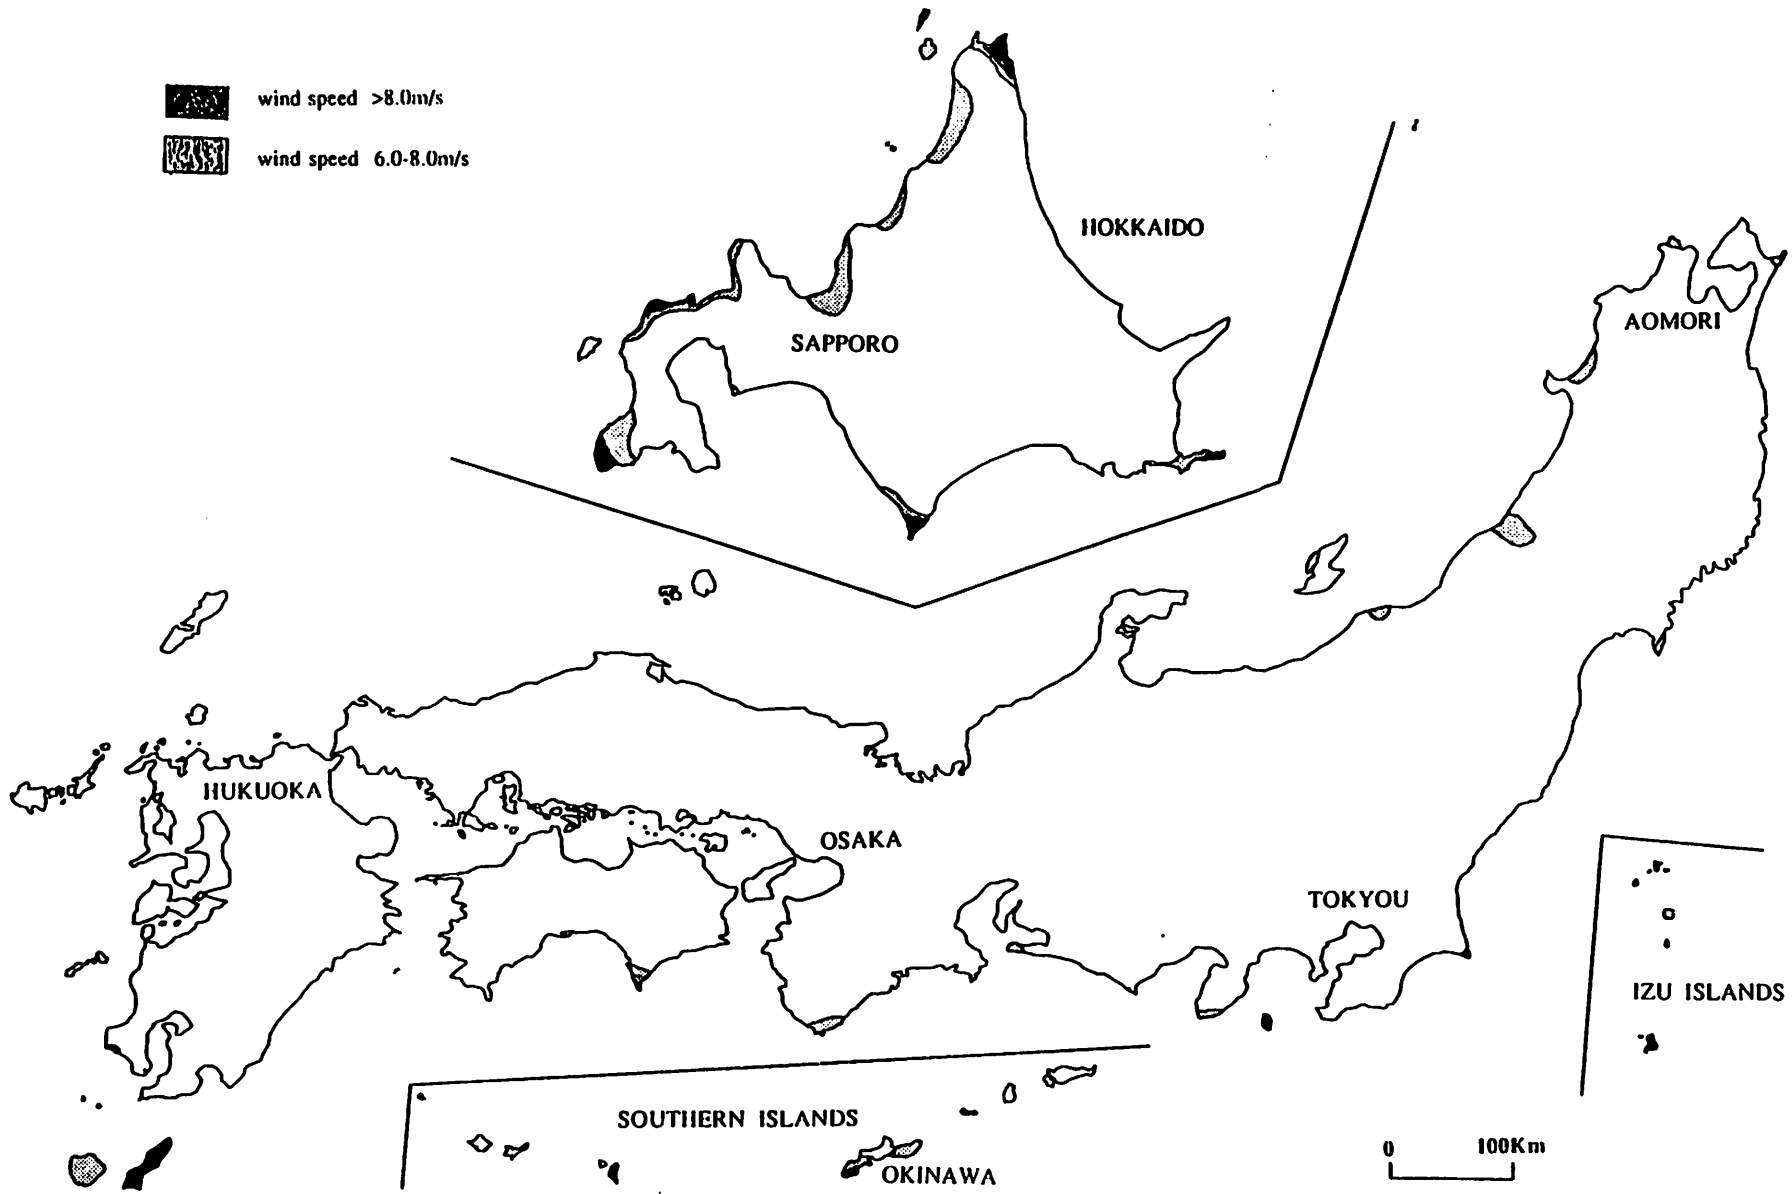 wind speed >8.0m/s
wind speed 6.0-8.0m/s
HOKKAIDO
SAPPORO
AOMORI
HUKUOKA
OSAKA
TOKYOU
IZU ISLANDS
SOUTHERN ISLANDS
OKINAWA
0 100Km